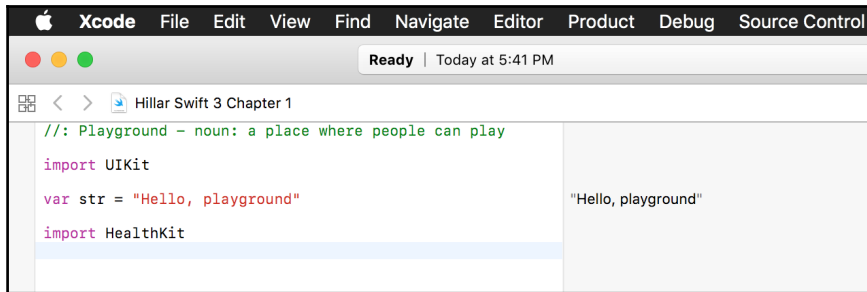 Xcode File Edit View Find Navigate Editor Product Debug Source Control
Ready | Today at 5:41 PM
Hillar Swift 3 Chapter 1
//: Playground – noun: a place where people can play
import UIKit
var str = "Hello, playground" "Hello, playground"
import HealthKit